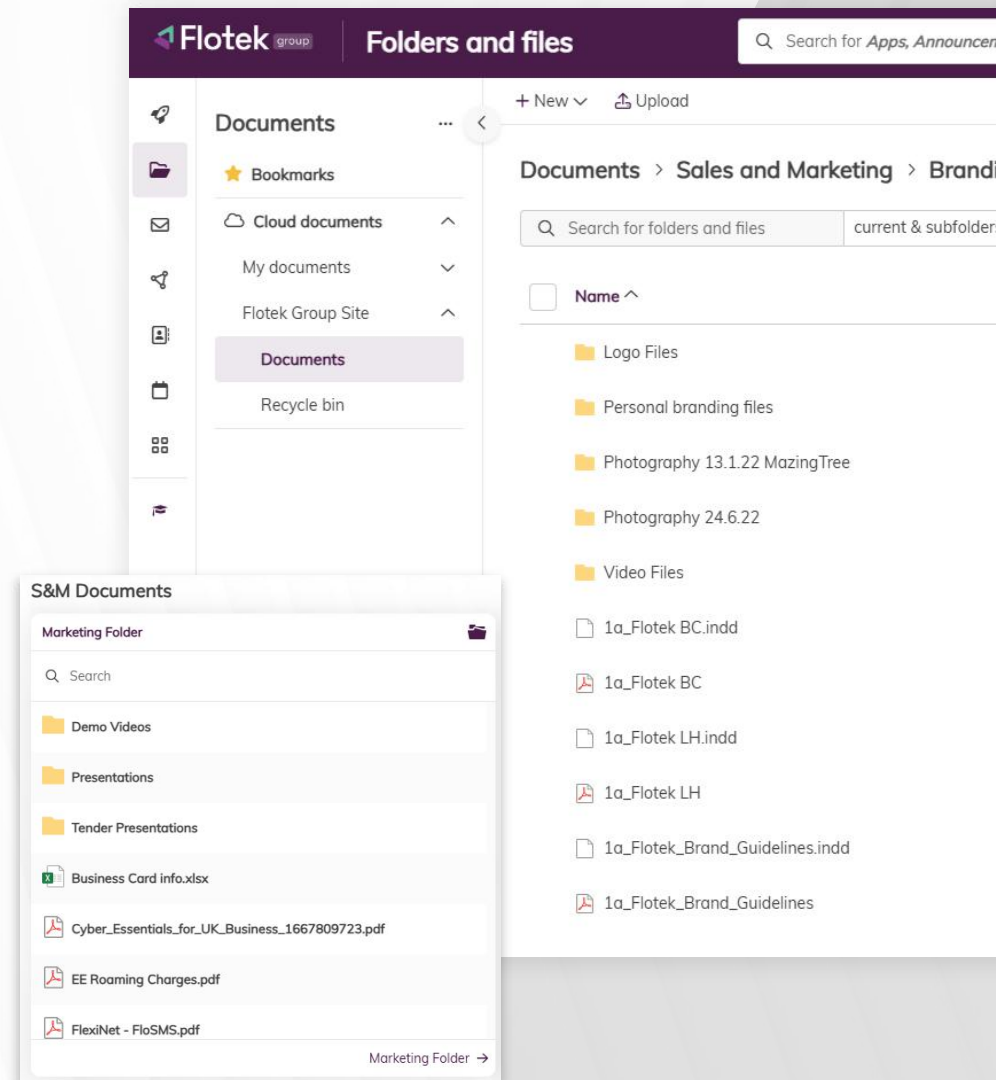 Flotek group
Folders and files
Search for Apps, Announcem
Documents
Bookmarks
Cloud documents
My documents
Flotek Group Site
Documents
Recycle bin
New
Upload
Documents > Sales and Marketing > Brandi
Search for folders and files
current & subfolders
Name
Logo Files
Personal branding files
Photography 13.1.22 MazingTree
Photography 24.6.22
Video Files
1a_Flotek BC.indd
1a_Flotek BC
1a_Flotek LH.indd
1a_Flotek LH
1a_Flotek_Brand_Guidelines.indd
1a_Flotek_Brand_Guidelines
S&M Documents
Marketing Folder
Search
Demo Videos
Presentations
Tender Presentations
Business Card info.xlsx
Cyber_Essentials_for_UK_Business_1667809723.pdf
EE Roaming Charges.pdf
FlexiNet - FloSMS.pdf
Marketing Folder →